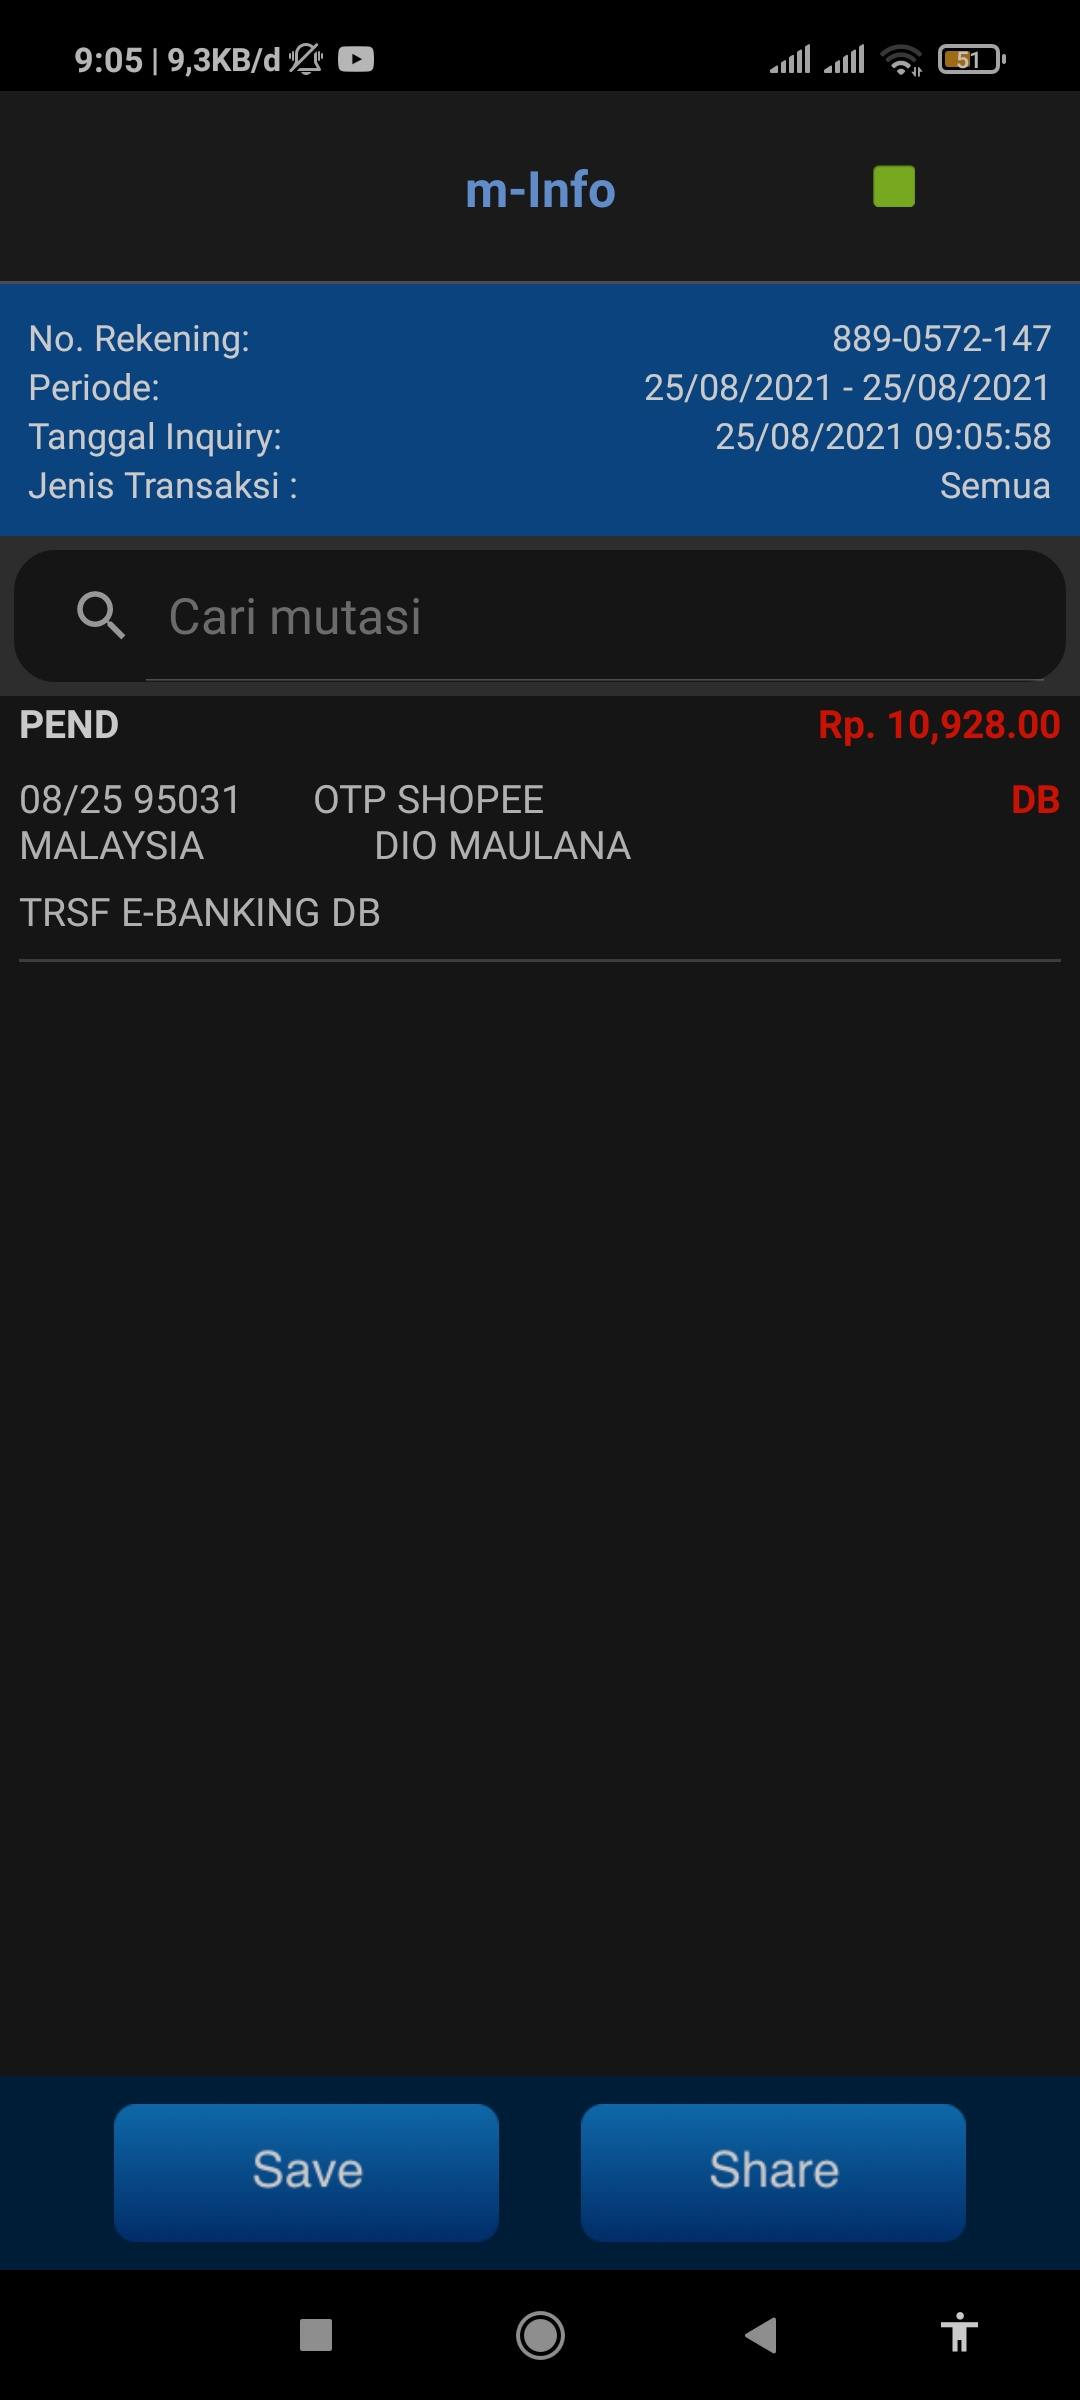 9:05 | 9,3KB/d
51
m-Info
No. Rekening: 889-0572-147
Periode: 25/08/2021 - 25/08/2021
Tanggal Inquiry: 25/08/2021 09:05:58
Jenis Transaksi : Semua
Cari mutasi
PEND Rp. 10,928.00
08/25 95031 OTP SHOPEE DB
MALAYSIA DIO MAULANA
TRSF E-BANKING DB
Save Share